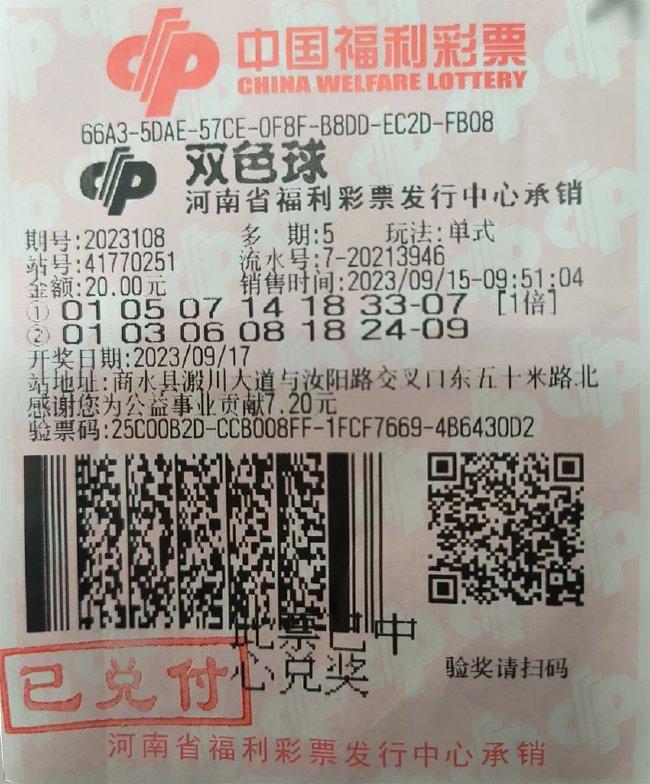 中国福利彩票
CHINA WELFARE LOTTERY
66A3-5DAE-57CE-0F8F-B8DD-EC2D-FB08
双色球
河南省福利彩票发行中心承销
期号:2023108 多 期:5 玩法:单式
站号:41770251 流水号:7-20213946
金额:20.00元 销售时间:2023/09/15-09:51:04
① 01 05 07 14 18 33-07 [1倍]
② 01 03 06 08 18 24-09
开奖日期:2023/09/17
站地址:商水县溵川大道与汝阳路交叉口东五十米路北
感谢您为公益事业贡献7.20元
验票码:25C00B2D-CCB008FF-1FCF7669-4B6430D2
此票已中
心兑奖
验奖请扫码
已兑付
河南省福利彩票发行中心承销